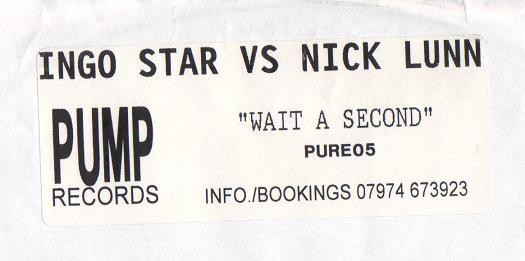 INGO STAR VS NICK LUNN
PUMP
RECORDS
"WAIT A SECOND"
PURE05
INFO./BOOKINGS 07974 673923